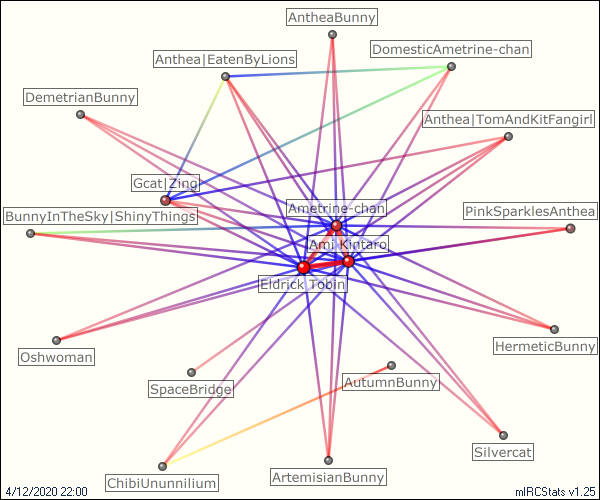 AntheaBunny
DomesticAmetrine-chan
Anthea|EatenByLions
DemetrianBunny
Anthea|TomAndKitFangirl
Gcat|Zing
Ametrine-chan
PinkSparklesAnthea
BunnyInTheSky|ShinyThings
Ami Kintaro
Eldrick Tobin
HermeticBunny
Oshwoman
SpaceBridge
AutumnBunny
Silvercat
ArtemisianBunny
ChibiUnunnilium
4/12/2020 22:00
mIRCStats v1.25